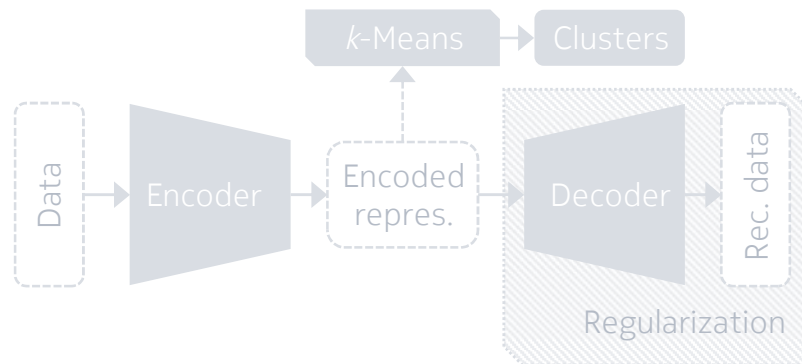 k-Means
Clusters
Data
Encoder
Encoded
repres.
Decoder
Rec. data
Regularization